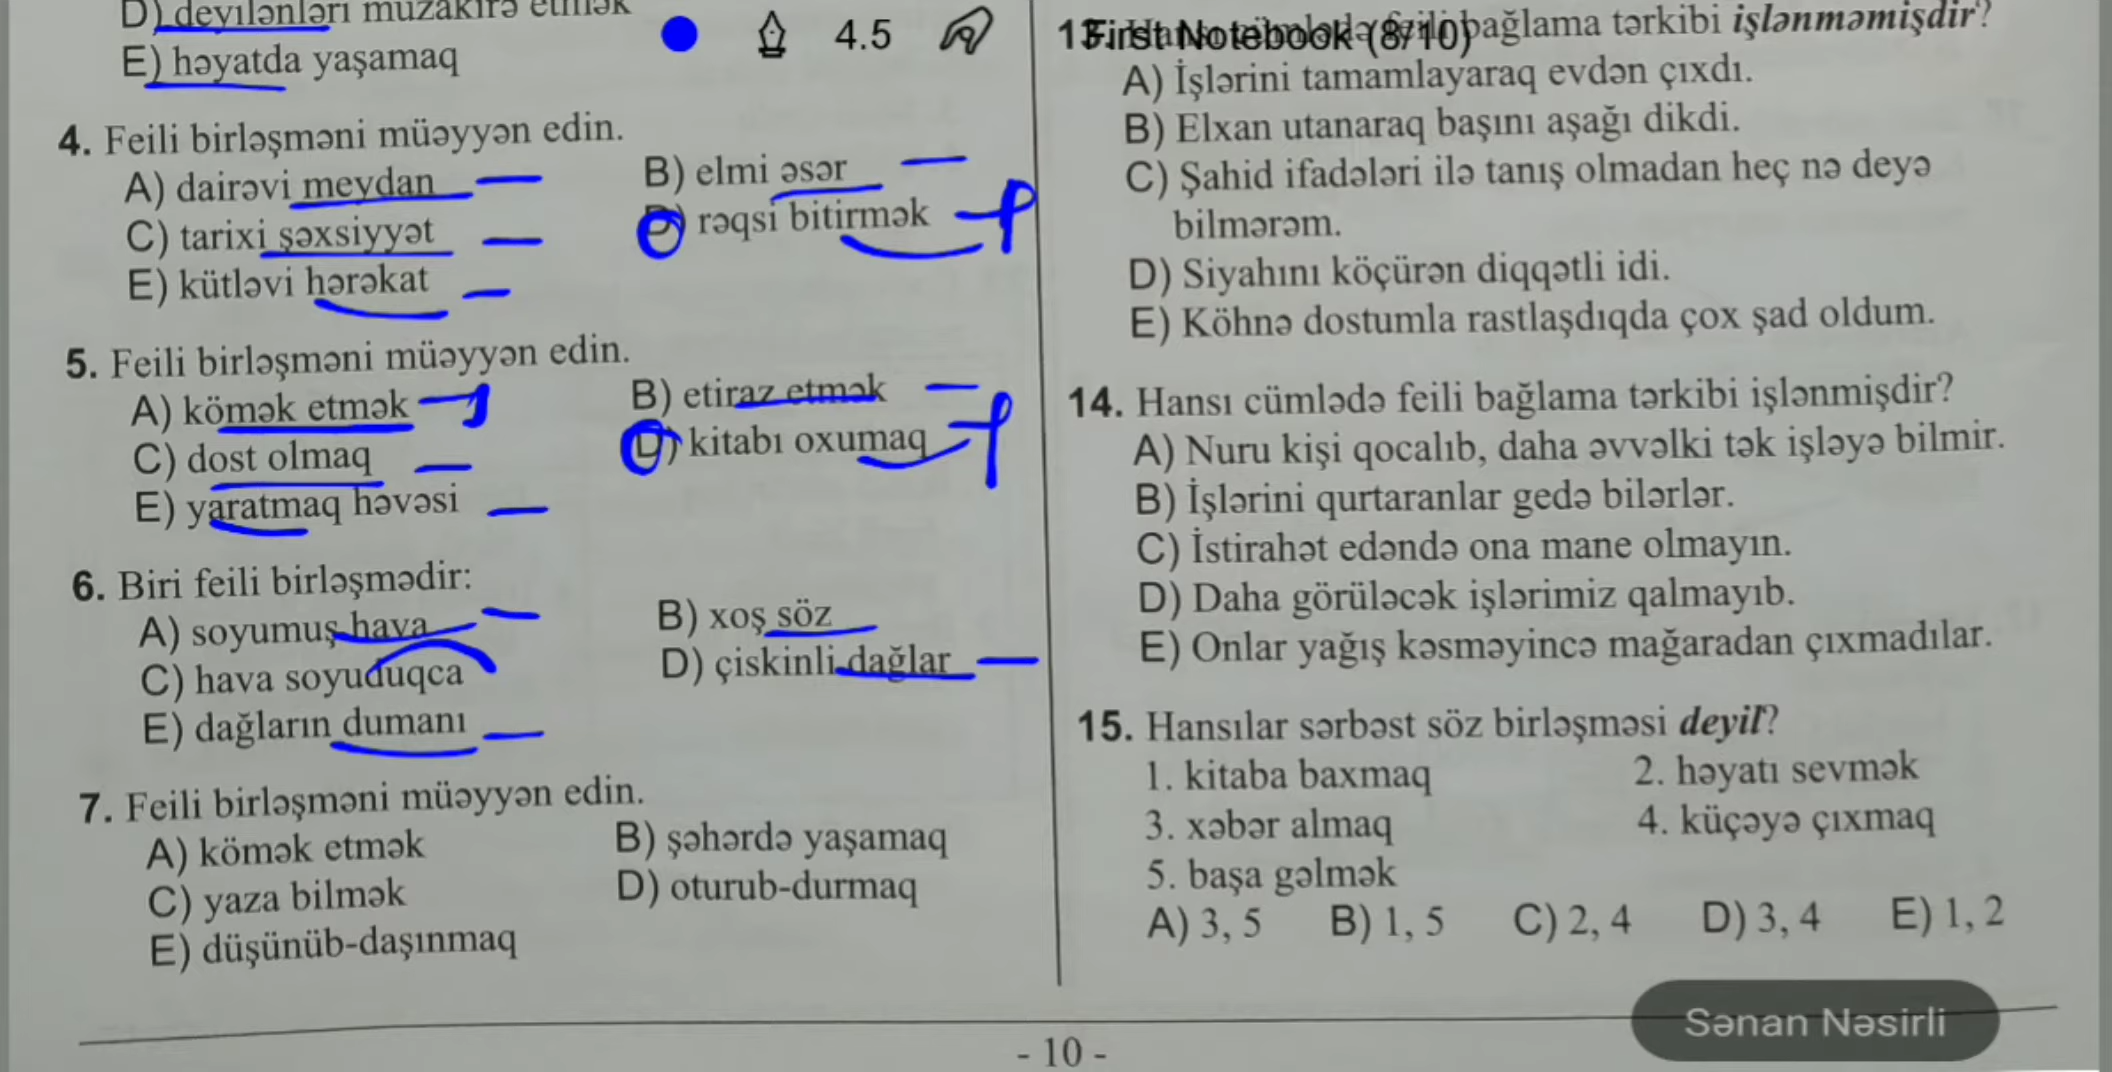 D) deyilənləri müzakirə etmək
E) həyatda yaşamaq
4. Feili birləşməni müəyyən edin.
A) dairəvi meydan
B) elmi əsər
C) tarixi şəxsiyyət
D) rəqsi bitirmək
E) kütləvi hərəkat
5. Feili birləşməni müəyyən edin.
A) kömək etmək
B) etiraz etmək
C) dost olmaq
D) kitabı oxumaq
E) yaratmaq həvəsi
6. Biri feili birləşmədir:
A) soyumuş hava
B) xoş söz
C) hava soyuduqca
D) çiskinli dağlar
E) dağların dumanı
7. Feili birləşməni müəyyən edin.
A) kömək etmək
B) şəhərdə yaşamaq
C) yaza bilmək
D) oturub-durmaq
E) düşünüb-daşınmaq
4.5
First Notebook (8/10)
13. Hansı cümlədə feili bağlama tərkibi işlənməmişdir?
A) İşlərini tamamlayaraq evdən çıxdı.
B) Elxan utanaraq başını aşağı dikdi.
C) Şahid ifadələri ilə tanış olmadan heç nə deyə
bilmərəm.
D) Siyahını köçürən diqqətli idi.
E) Köhnə dostumla rastlaşdıqda çox şad oldum.
14. Hansı cümlədə feili bağlama tərkibi işlənmişdir?
A) Nuru kişi qocalıb, daha əvvəlki tək işləyə bilmir.
B) İşlərini qurtaranlar gedə bilərlər.
C) İstirahət edəndə ona mane olmayın.
D) Daha görüləcək işlərimiz qalmayıb.
E) Onlar yağış kəsməyincə mağaradan çıxmadılar.
15. Hansılar sərbəst söz birləşməsi deyil?
1. kitaba baxmaq
2. həyatı sevmək
3. xəbər almaq
4. küçəyə çıxmaq
5. başa gəlmək
A) 3, 5 B) 1, 5 C) 2, 4 D) 3, 4 E) 1, 2
Sənan Nəsirli
- 10 -